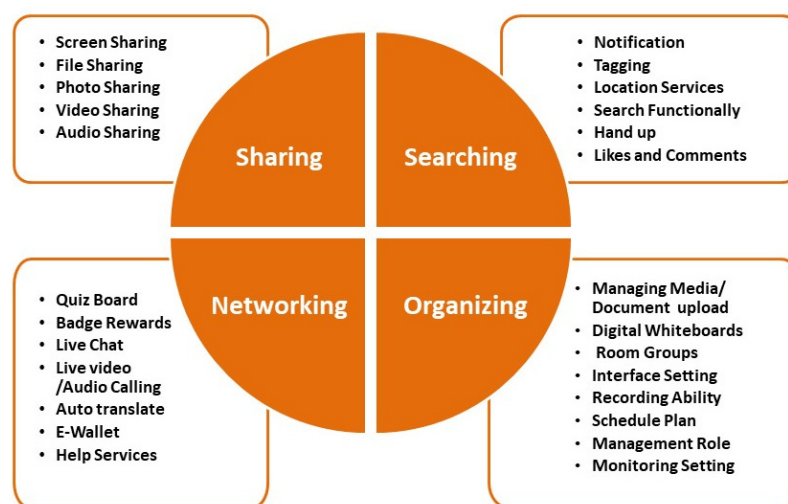 • Screen Sharing
• File Sharing
• Photo Sharing
• Video Sharing
• Audio Sharing
Sharing
• Notification
• Tagging
• Location Services
• Search Functionally
• Hand up
• Likes and Comments
Searching
• Quiz Board
• Badge Rewards
• Live Chat
• Live video
/Audio Calling
• Auto translate
• E-Wallet
• Help Services
Networking
• Managing Media/
Document upload
• Digital Whiteboards
• Room Groups
• Interface Setting
• Recording Ability
• Schedule Plan
• Management Role
• Monitoring Setting
Organizing